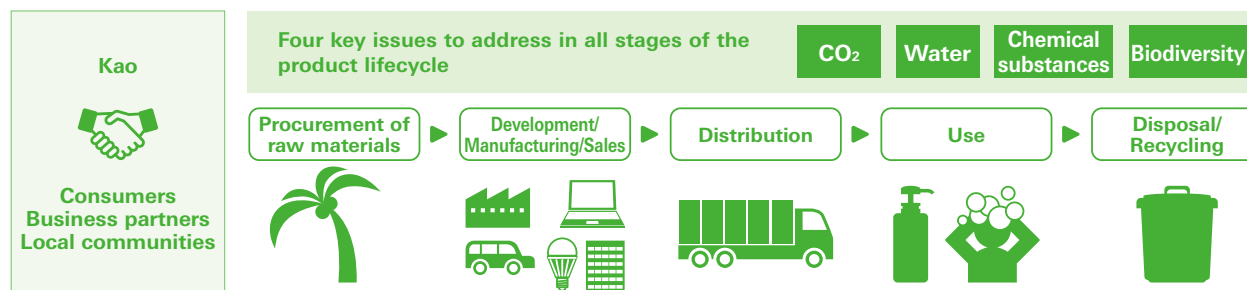 Kao
Consumers
Business partners
Local communities
Four key issues to address in all stages of the
product lifecycle
CO₂
Water
Chemical
substances
Biodiversity
Procurement of
raw materials
Development/
Manufacturing/Sales
Distribution
Use
Disposal/
Recycling